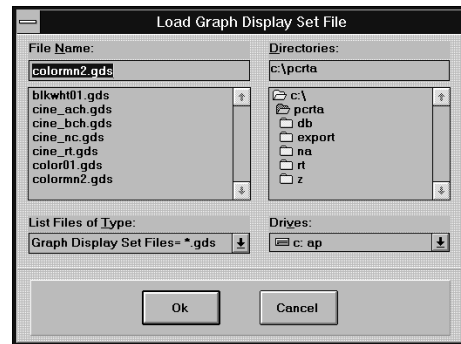 Load Graph Display Set File
File Name:
colormn2.gds
blkwht01.gds
cine_ach.gds
cine_bch.gds
cine_nc.gds
cine_rt.gds
color01.gds
colormn2.gds
List Files of Type:
Graph Display Set Files= *.gds
Directories:
c:\pcrta
c:\
pcrta
db
export
na
rt
z
Drives:
c: ap
Ok
Cancel